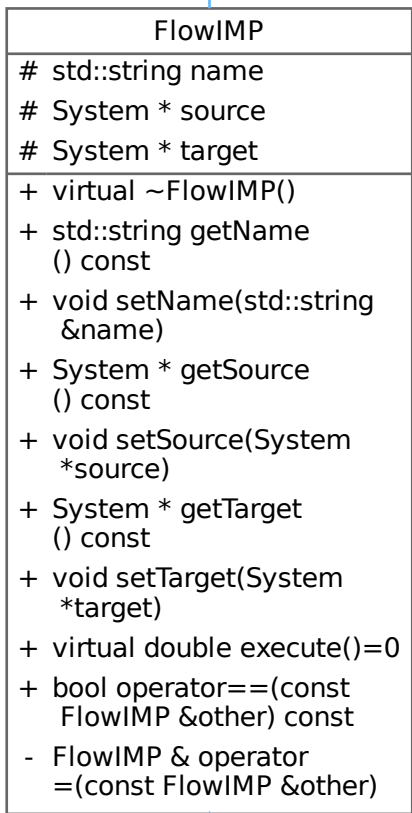 FlowIMP
# std::string name
# System * source
# System * target
+ virtual ~FlowIMP()
+ std::string getName
() const
+ void setName(std::string
&name)
+ System * getSource
() const
+ void setSource(System
*source)
+ System * getTarget
() const
+ void setTarget(System
*target)
+ virtual double execute()=0
+ bool operator==(const
FlowIMP &other) const
- FlowIMP & operator
=(const FlowIMP &other)